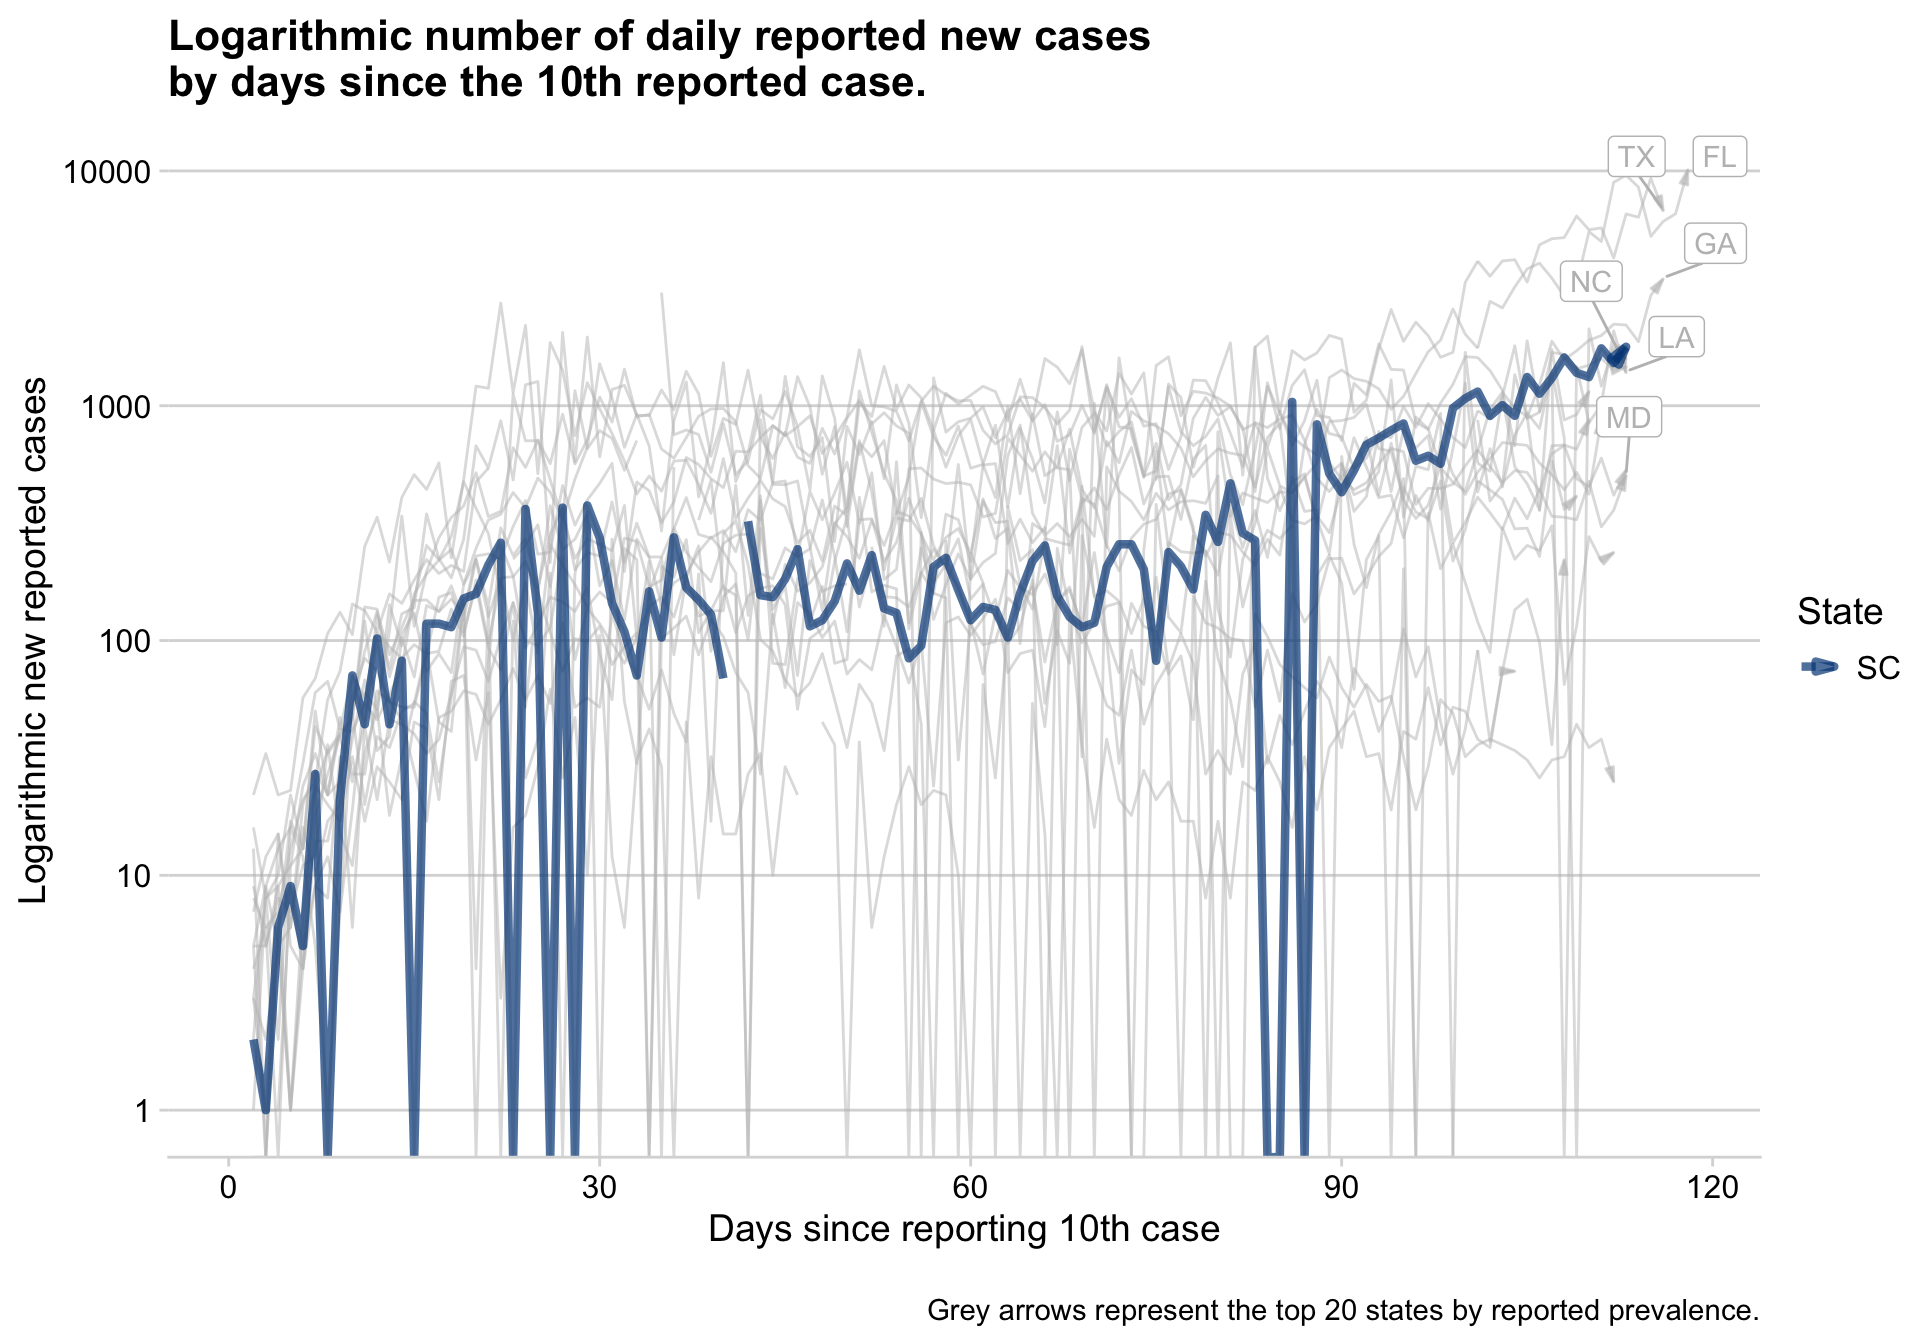 Logarithmic number of daily reported new cases
by days since the 10th reported case.
Logarithmic new reported cases
10000
1000
100
10
1
TX
FL
GA
NC
LA
MD
State
SC
0
30
60
90
120
Days since reporting 10th case
Grey arrows represent the top 20 states by reported prevalence.